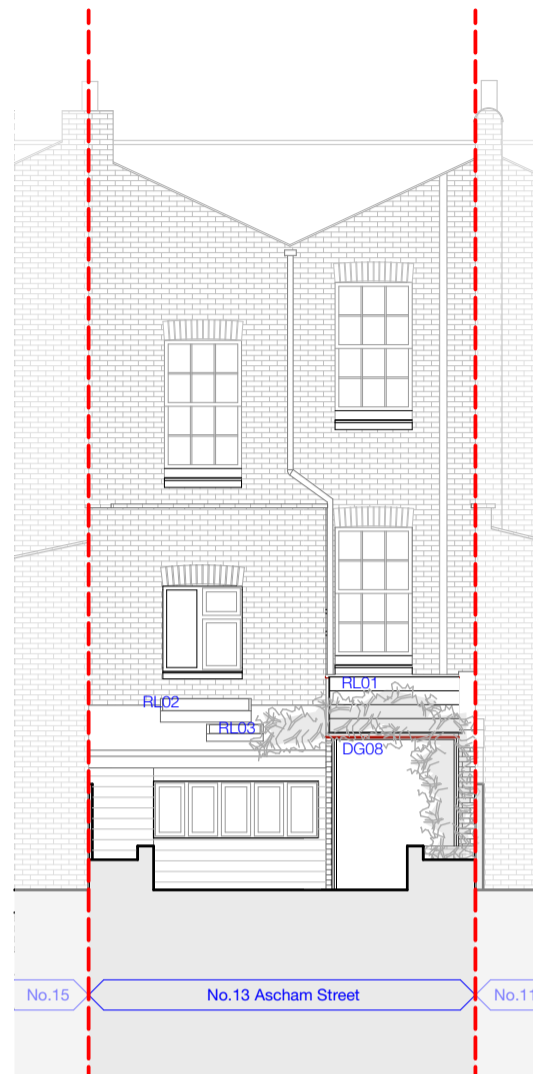 RL01
RL02
RL03
DG08
No.15
No.13 Ascham Street
No.11